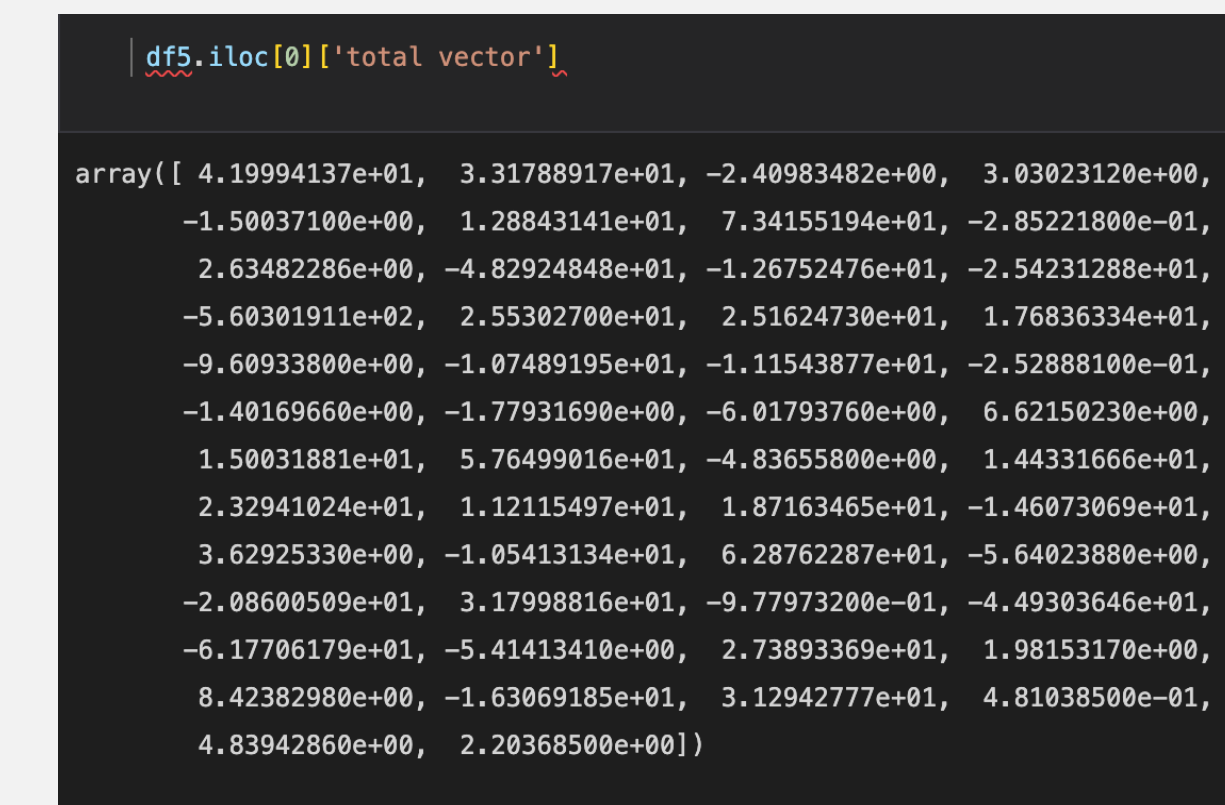 df5.iloc[0]['total vector']
array([ 4.19994137e+01,  3.31788917e+01, -2.40983482e+00,  3.03023120e+00,
-1.50037100e+00,  1.28843141e+01,  7.34155194e+01, -2.85221800e-01,
2.63482286e+00, -4.82924848e+01, -1.26752476e+01, -2.54231288e+01,
-5.60301911e+02,  2.55302700e+01,  2.51624730e+01,  1.76836334e+01,
-9.60933800e+00, -1.07489195e+01, -1.11543877e+01, -2.52888100e-01,
-1.40169660e+00, -1.77931690e+00, -6.01793760e+00,  6.62150230e+00,
1.50031881e+01,  5.76499016e+01, -4.83655800e+00,  1.44331666e+01,
2.32941024e+01,  1.12115497e+01,  1.87163465e+01, -1.46073069e+01,
3.62925330e+00, -1.05413134e+01,  6.28762287e+01, -5.64023880e+00,
-2.08600509e+01,  3.17998816e+01, -9.77973200e-01, -4.49303646e+01,
-6.17706179e+01, -5.41413410e+00,  2.73893369e+01,  1.98153170e+00,
8.42382980e+00, -1.63069185e+01,  3.12942777e+01,  4.81038500e-01,
4.83942860e+00,  2.20368500e+00])